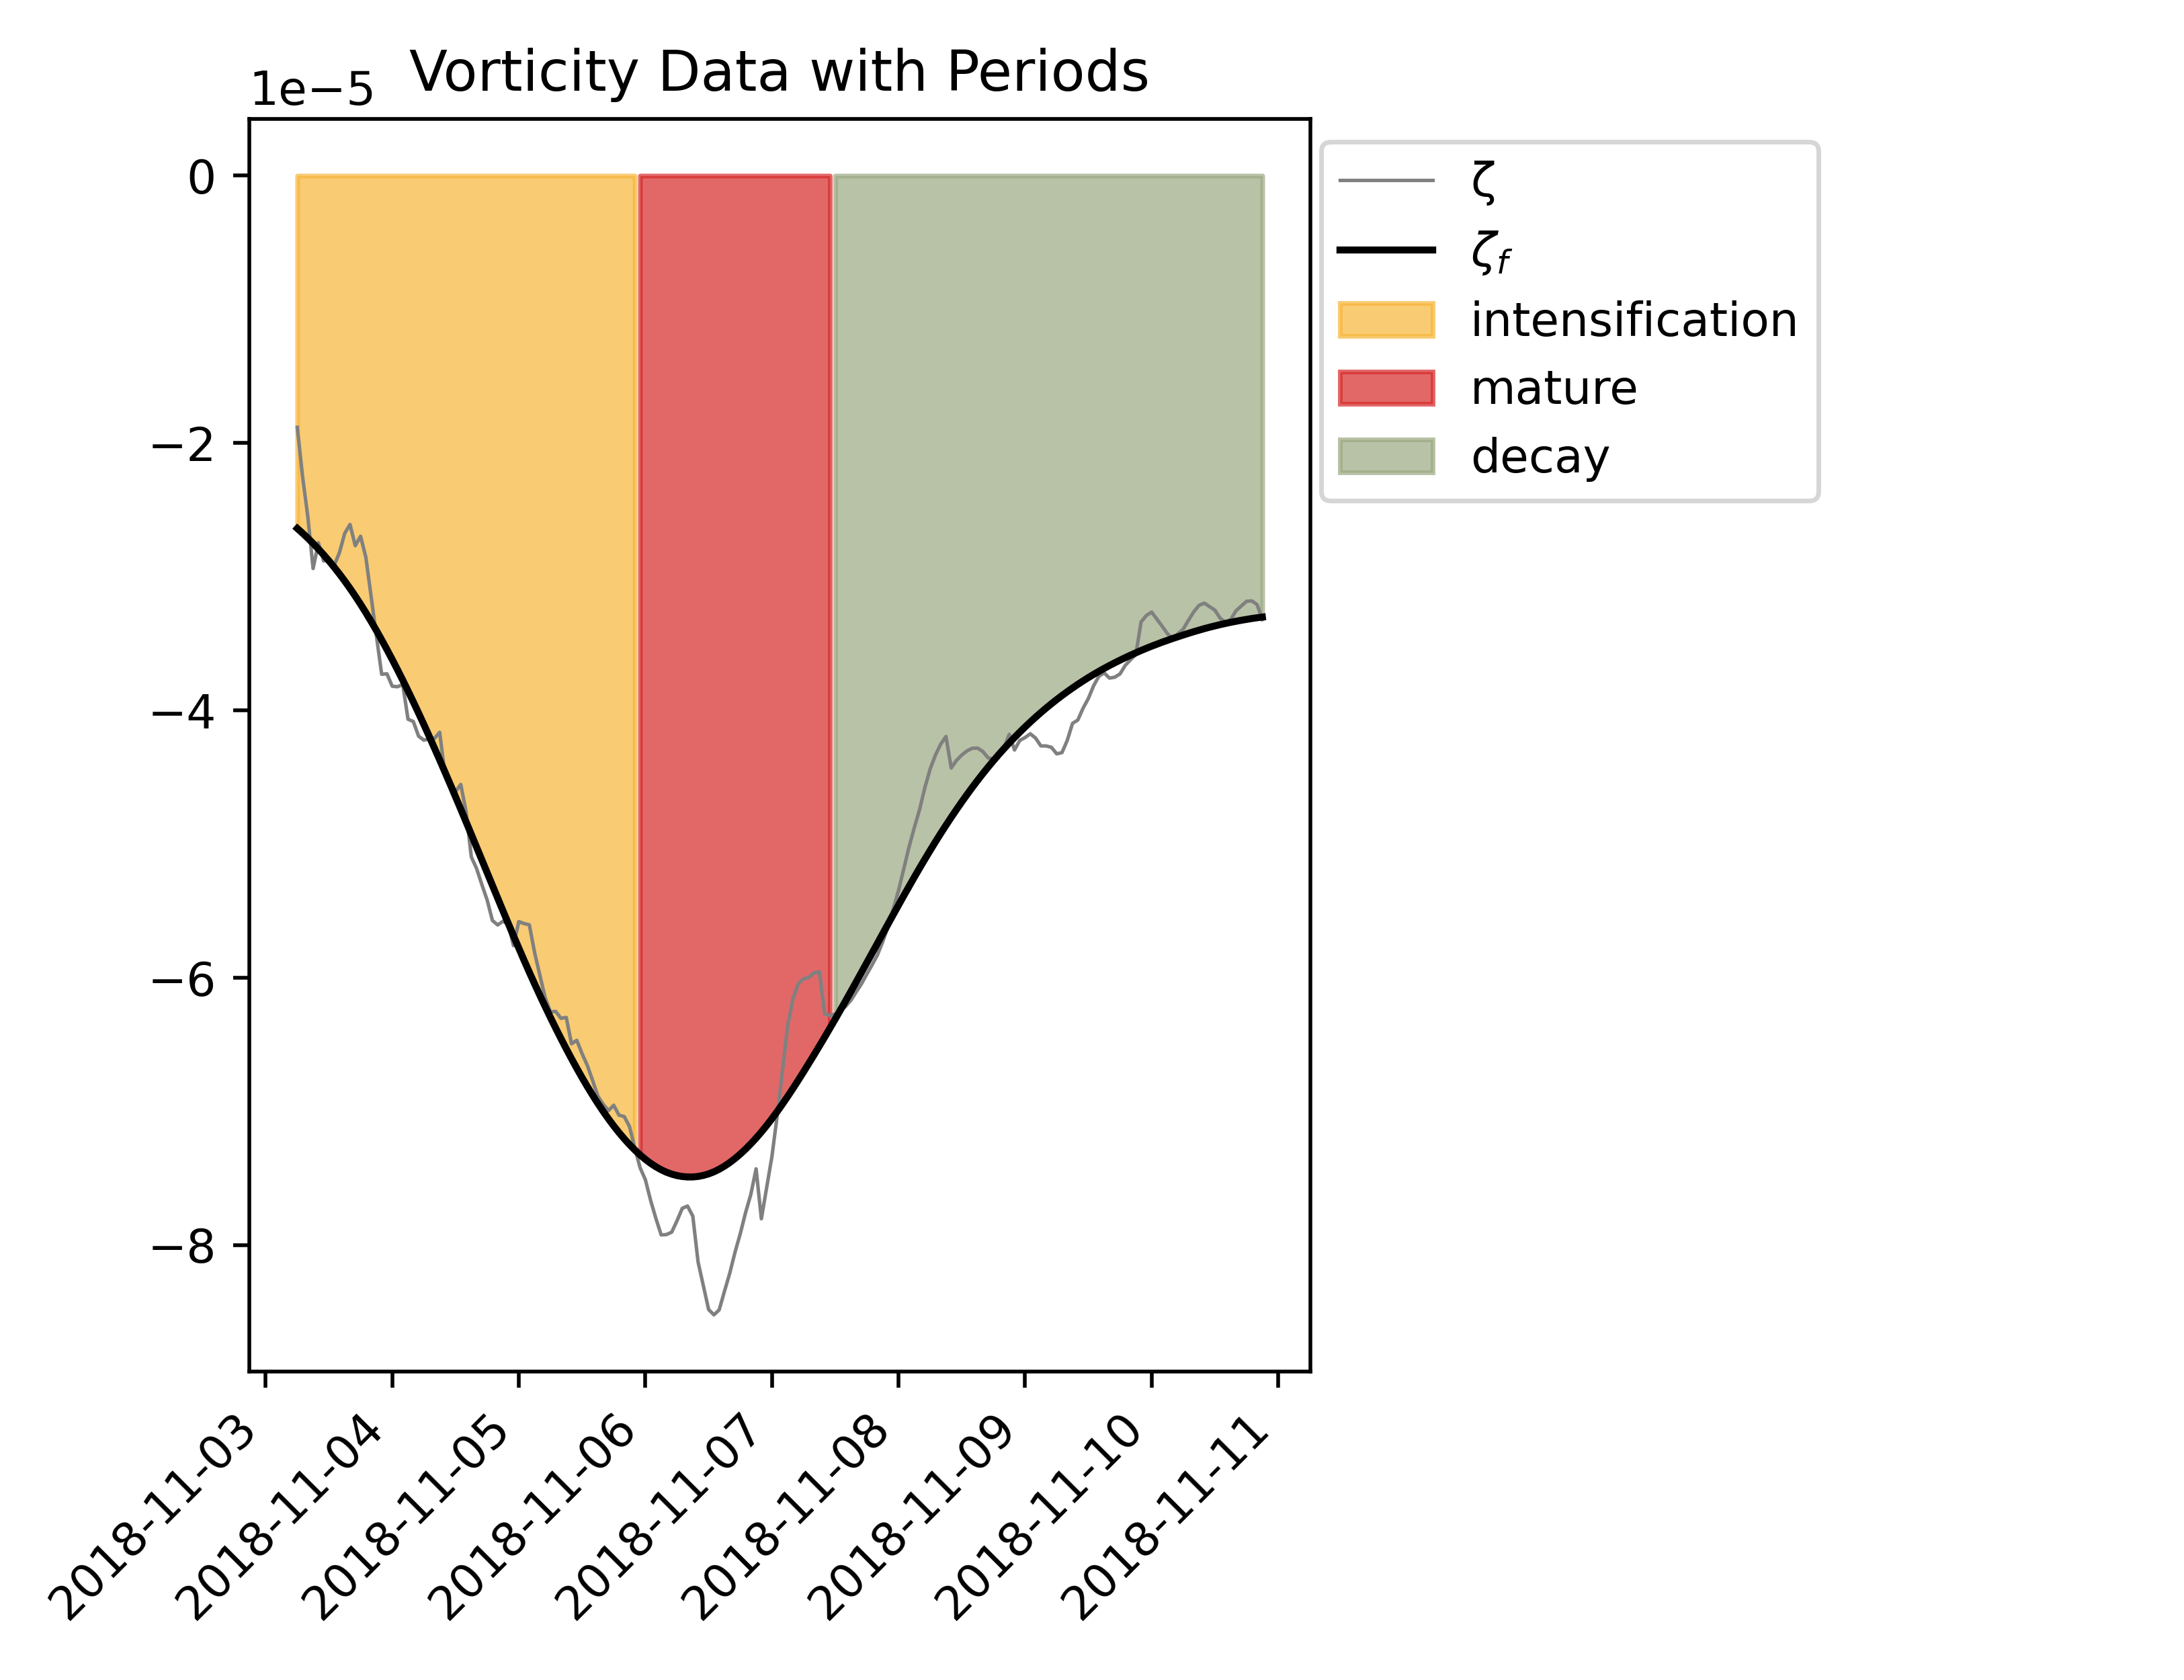 Vorticity Data with Periods
1e−5
0
−2
−4
−6
−8
2018-11-03
2018-11-04
2018-11-05
2018-11-06
2018-11-07
2018-11-08
2018-11-09
2018-11-10
2018-11-11
ζ
ζf
intensification
mature
decay